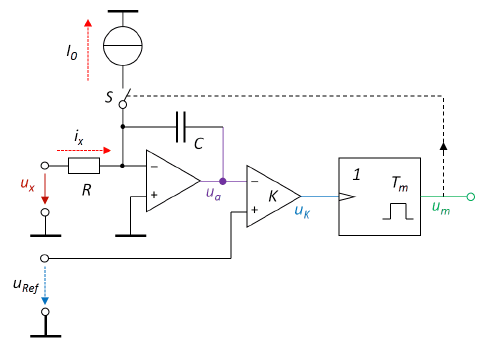 I0
S
ix
C
R
ux
−
+
ua
−
+
K
uK
1
Tm
um
uRef